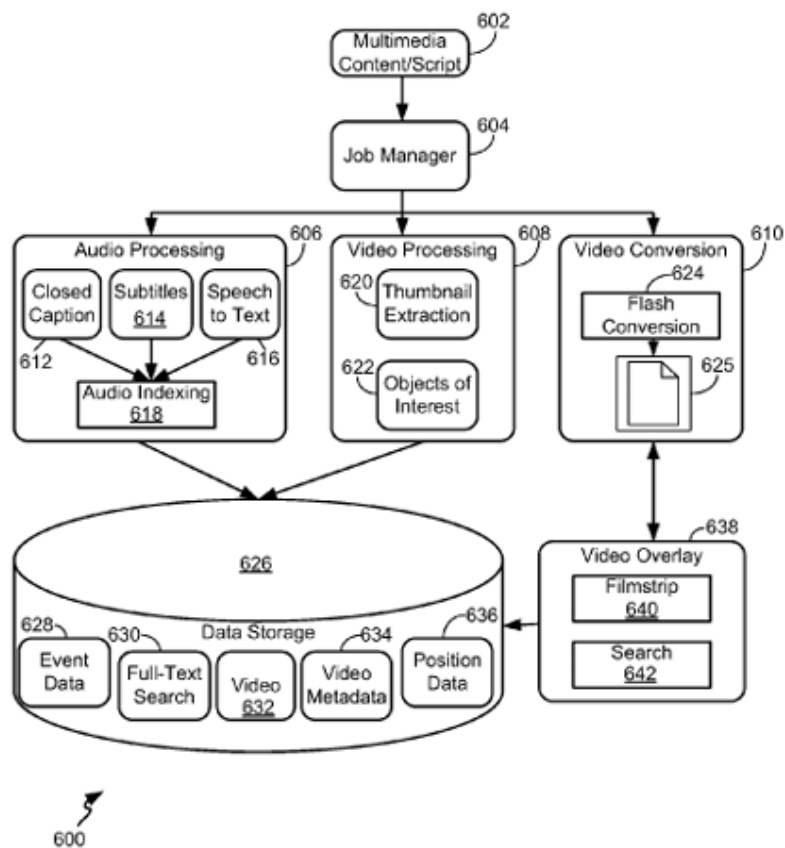 602
Multimedia
Content/Script
604
Job Manager
606
Audio Processing
608
Video Processing
610
Video Conversion
Closed
Caption
612
Subtitles
614
Speech
to Text
616
Audio Indexing
618
620
Thumbnail
Extraction
622
Objects of
Interest
624
Flash
Conversion
625
626
Data Storage
628
Event
Data
630
Full-Text
Search
Video
632
634
Video
Metadata
636
Position
Data
638
Video Overlay
Filmstrip
640
Search
642
600